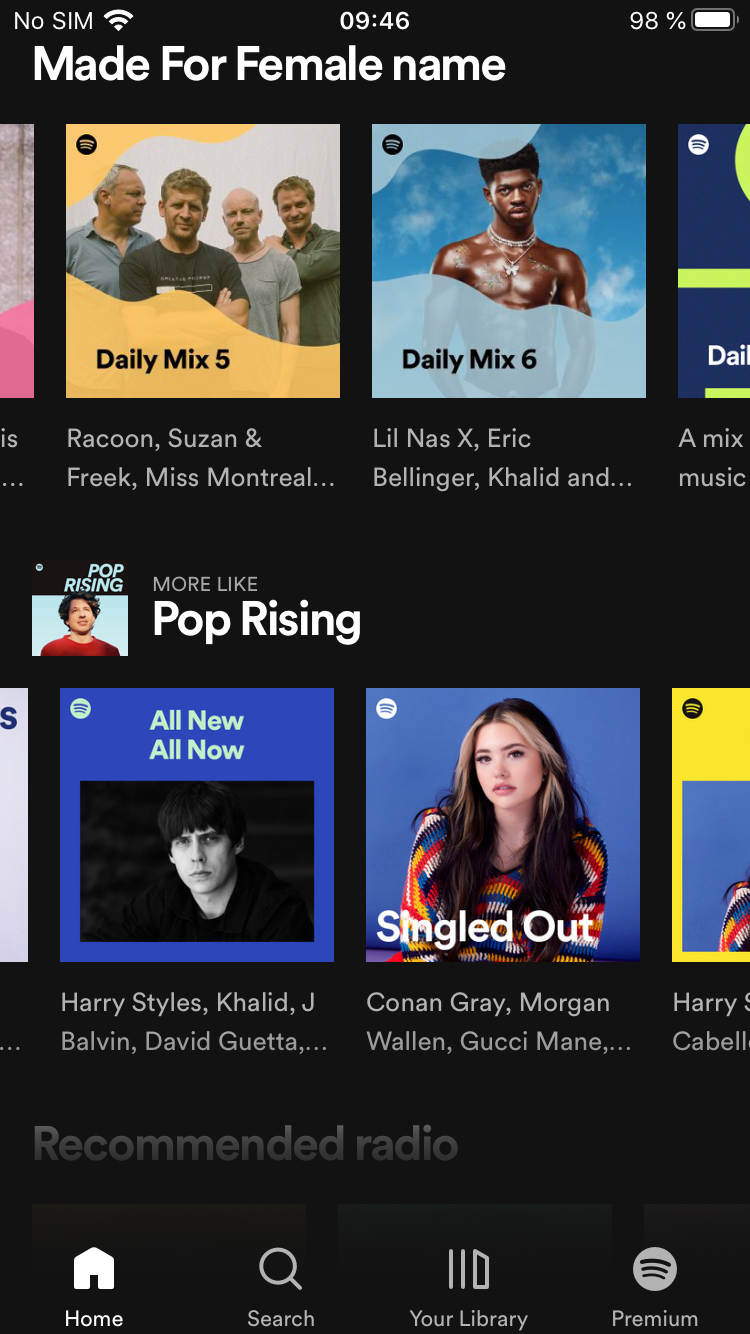 No SIM 09:46 98 %
Made For Female name
Daily Mix 5
Daily Mix 6
Dail
is
Racoon, Suzan &
Lil Nas X, Eric
A mix
...
Freek, Miss Montreal...
Bellinger, Khalid and...
music
POP
RISING
MORE LIKE
Pop Rising
S
All New
All Now
Singled Out
Harry Styles, Khalid, J
Conan Gray, Morgan
Harry S
...
Balvin, David Guetta,...
Wallen, Gucci Mane,...
Cabello
Recommended radio
Home
Search
Your Library
Premium